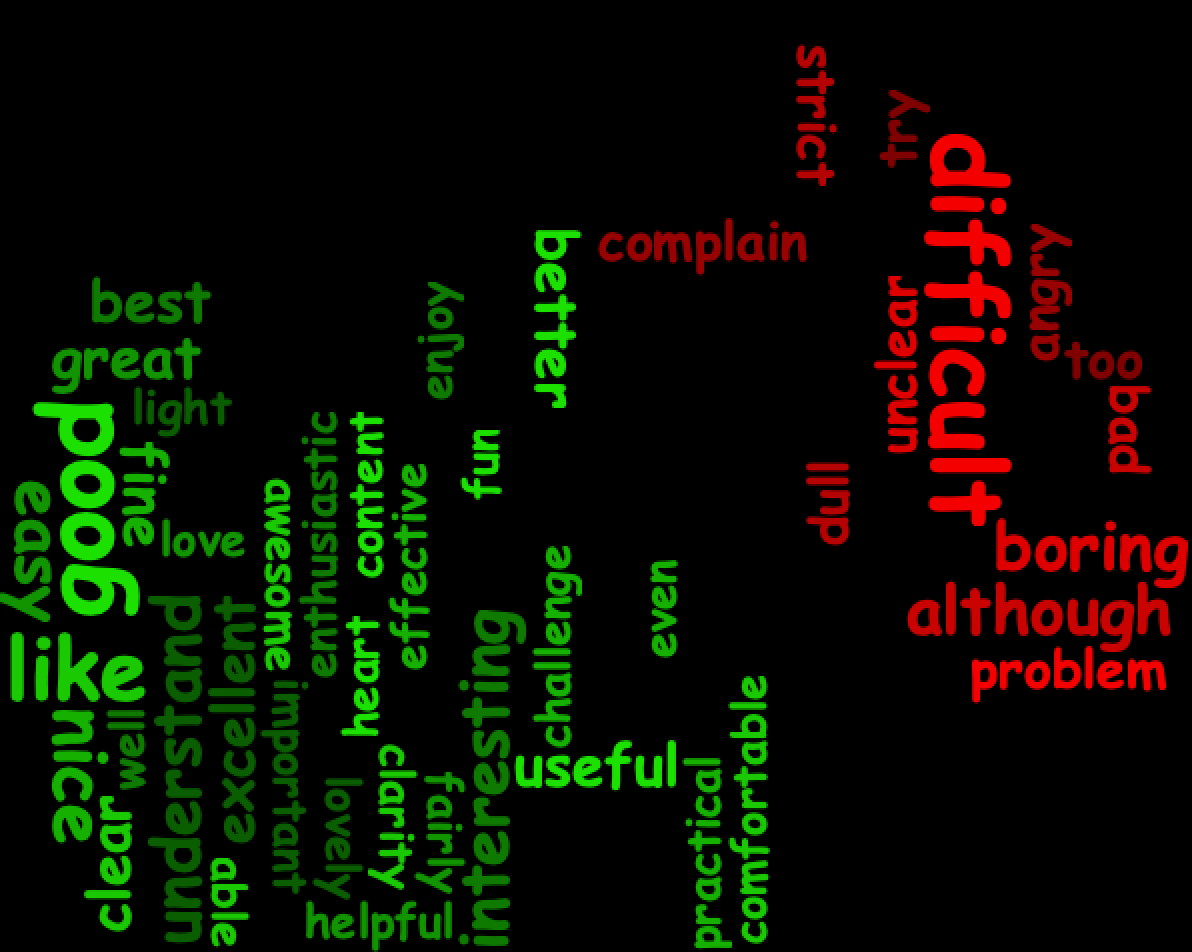 strict
try
difficult
complain
better
angry
unclear
too
bad
best
great
light
enjoy
good
fine
easy
love
awesome
enthusiastic
content
effective
fun
dull
boring
although
problem
like
nice
well
clear
understand
excellent
able
important
heart
lovely
clarity
fairly
helpful
interesting
challenge
even
useful
practical
comfortable